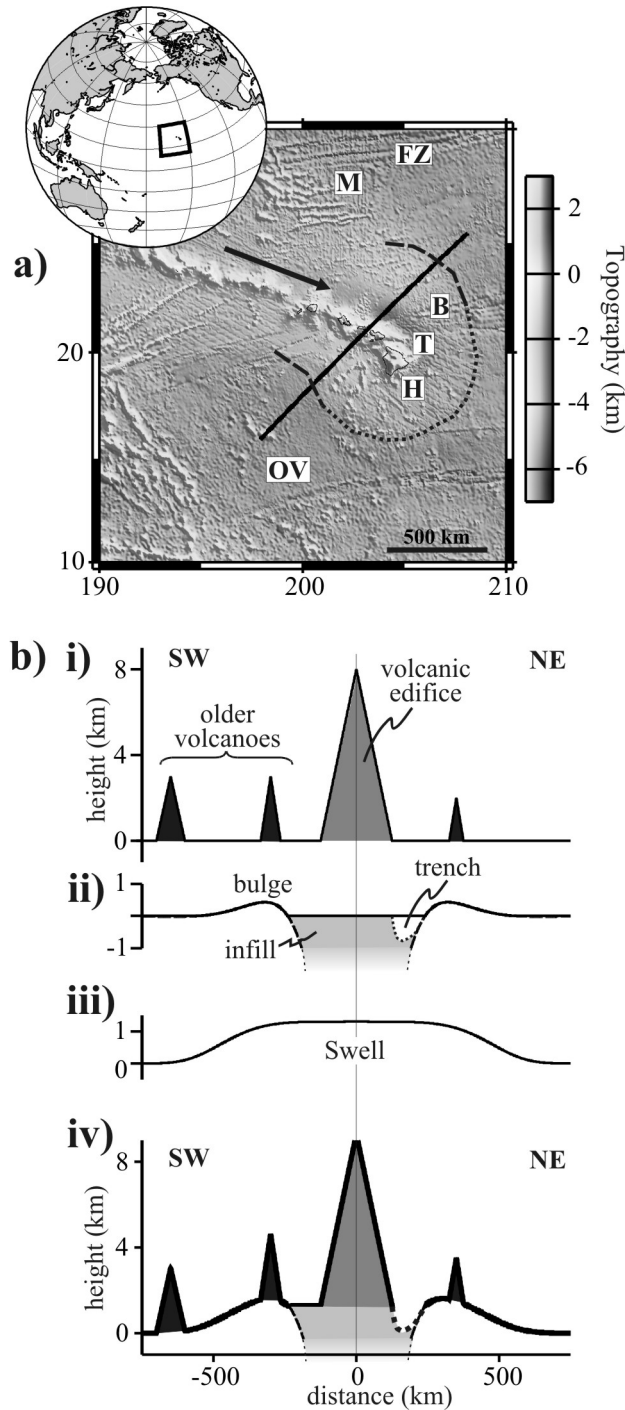 a)
FZ
M
B
T
H
OV
500 km
20
10
190
200
210
2
0
-2
-4
-6
Topography (km)
b)
i)
SW
NE
older
volcanoes
volcanic
edifice
8
4
0
height (km)
ii)
bulge
trench
infill
1
-1
iii)
1
0
Swell
iv)
SW
NE
8
4
0
height (km)
-500
0
500
distance (km)